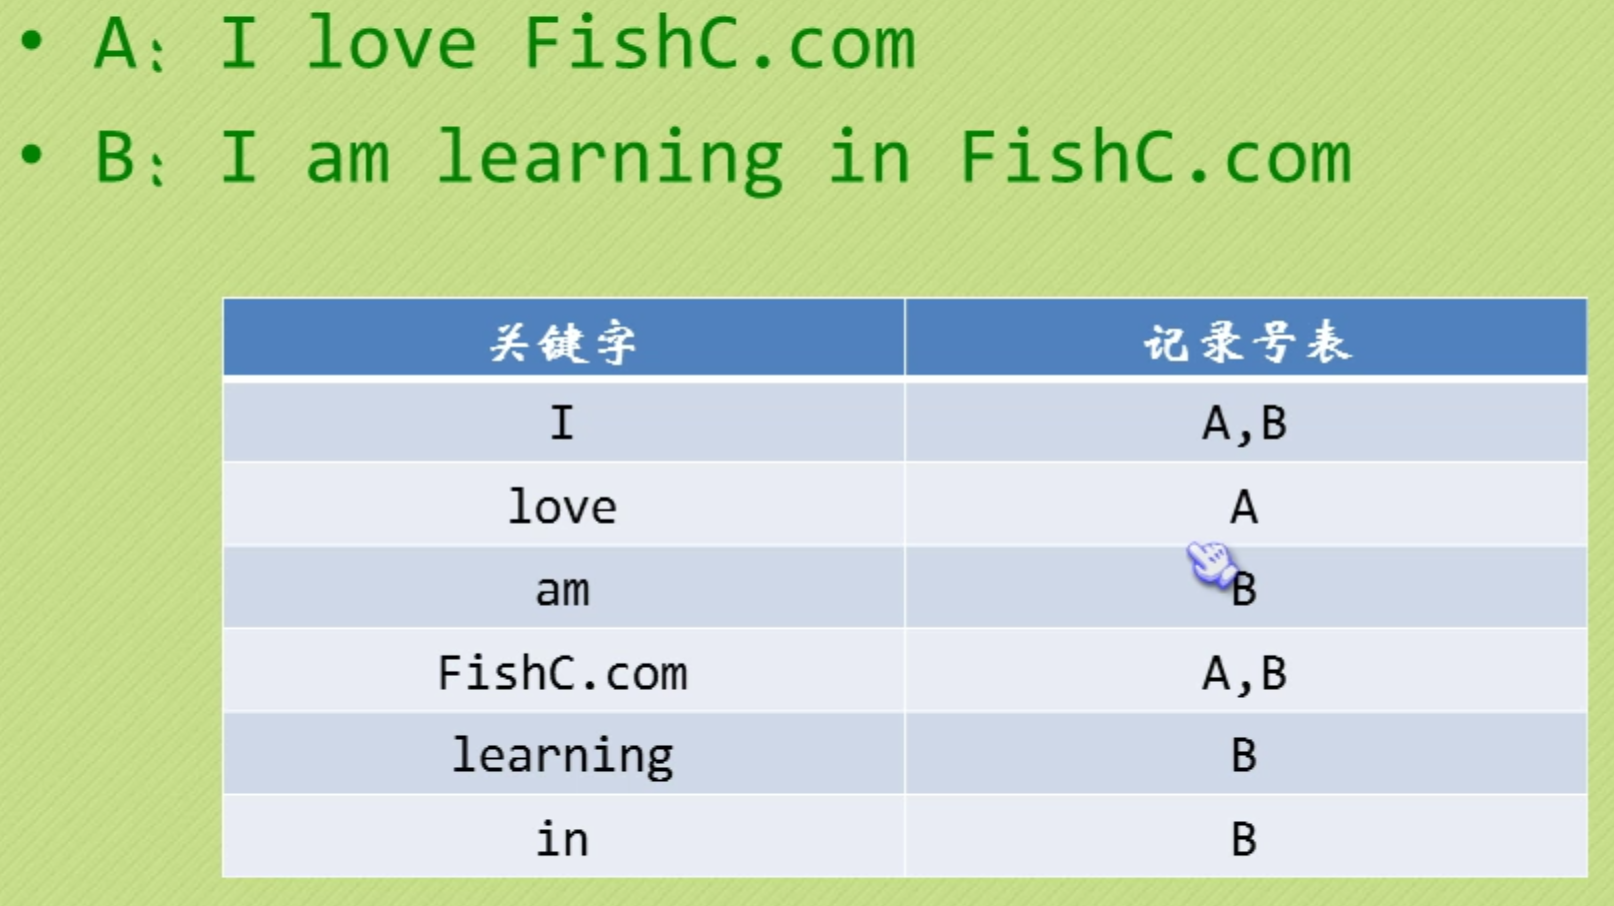 • A: I love FishC.com
• B: I am learning in FishC.com
关键字 记录号表
I A,B
love A
am B
FishC.com A,B
learning B
in B